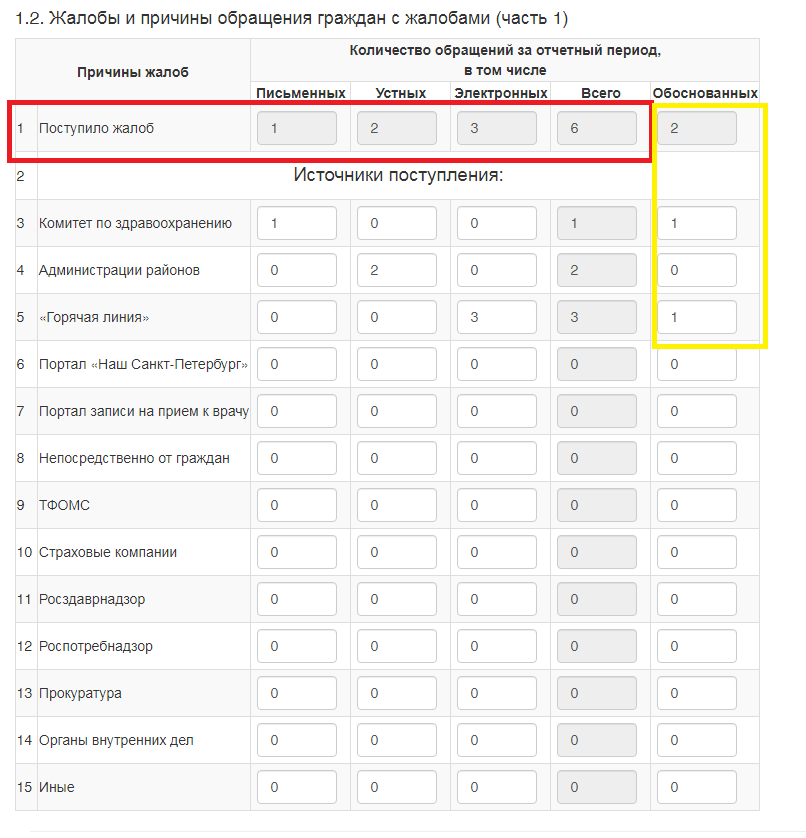 1.2. Жалобы и причины обращения граждан с жалобами (часть 1)
Причины жалоб
Количество обращений за отчетный период,
в том числе
Письменных Устных Электронных Всего Обоснованных
1 Поступило жалоб 1 2 3 6 2
2 Источники поступления:
3 Комитет по здравоохранению 1 0 0 1 1
4 Администрации районов 0 2 0 2 0
5 «Горячая линия» 0 0 3 3 1
6 Портал «Наш Санкт-Петербург» 0 0 0 0 0
7 Портал записи на прием к врачу 0 0 0 0 0
8 Непосредственно от граждан 0 0 0 0 0
9 ТФОМС 0 0 0 0 0
10 Страховые компании 0 0 0 0 0
11 Росздаврнадзор 0 0 0 0 0
12 Роспотребнадзор 0 0 0 0 0
13 Прокуратура 0 0 0 0 0
14 Органы внутренних дел 0 0 0 0 0
15 Иные 0 0 0 0 0